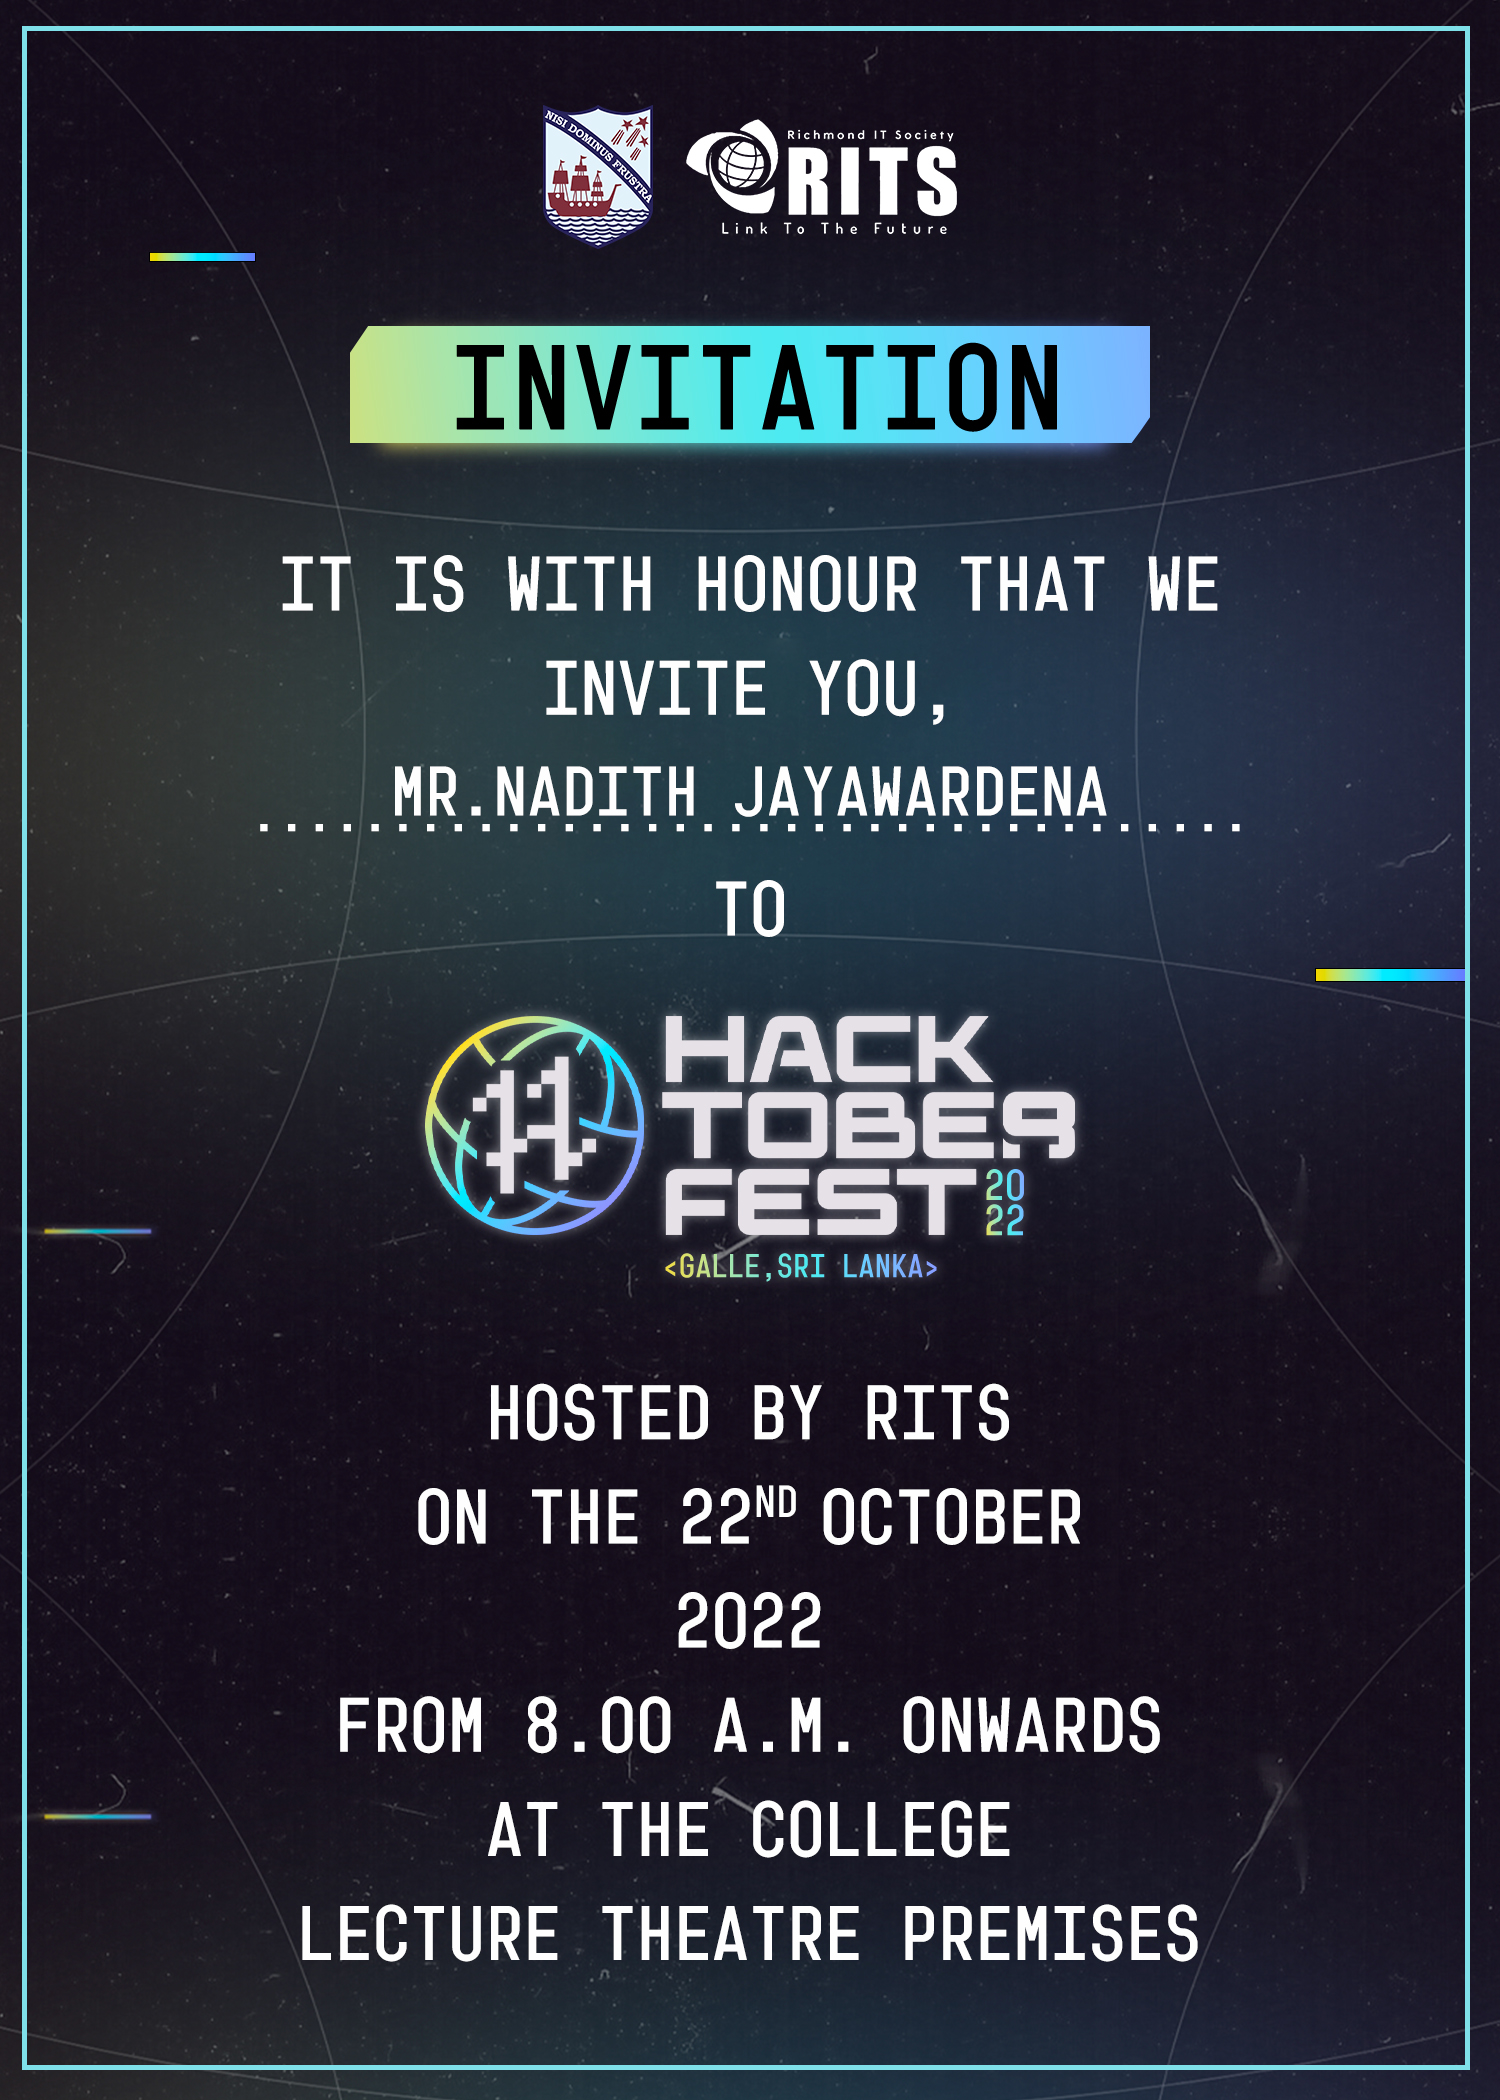 NISI DOMINUS FRUSTRA
Richmond IT Society
RITS
Link To The Future
INVITATION
IT IS WITH HONOUR THAT WE
INVITE YOU,
MR.NADITH JAYAWARDENA
...................................
TO
HACK
TOBER
FEST 20
22
<GALLE,SRI LANKA>
HOSTED BY RITS
ON THE 22ND OCTOBER
2022
FROM 8.00 A.M. ONWARDS
AT THE COLLEGE
LECTURE THEATRE PREMISES